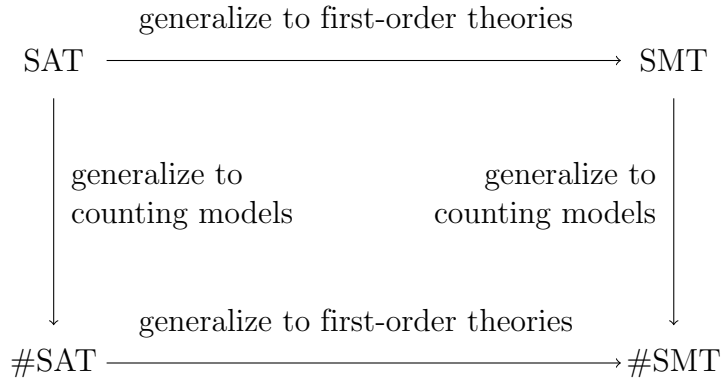 generalize to first-order theories
SAT
SMT
generalize to
counting models
generalize to
counting models
generalize to first-order theories
#SAT
#SMT